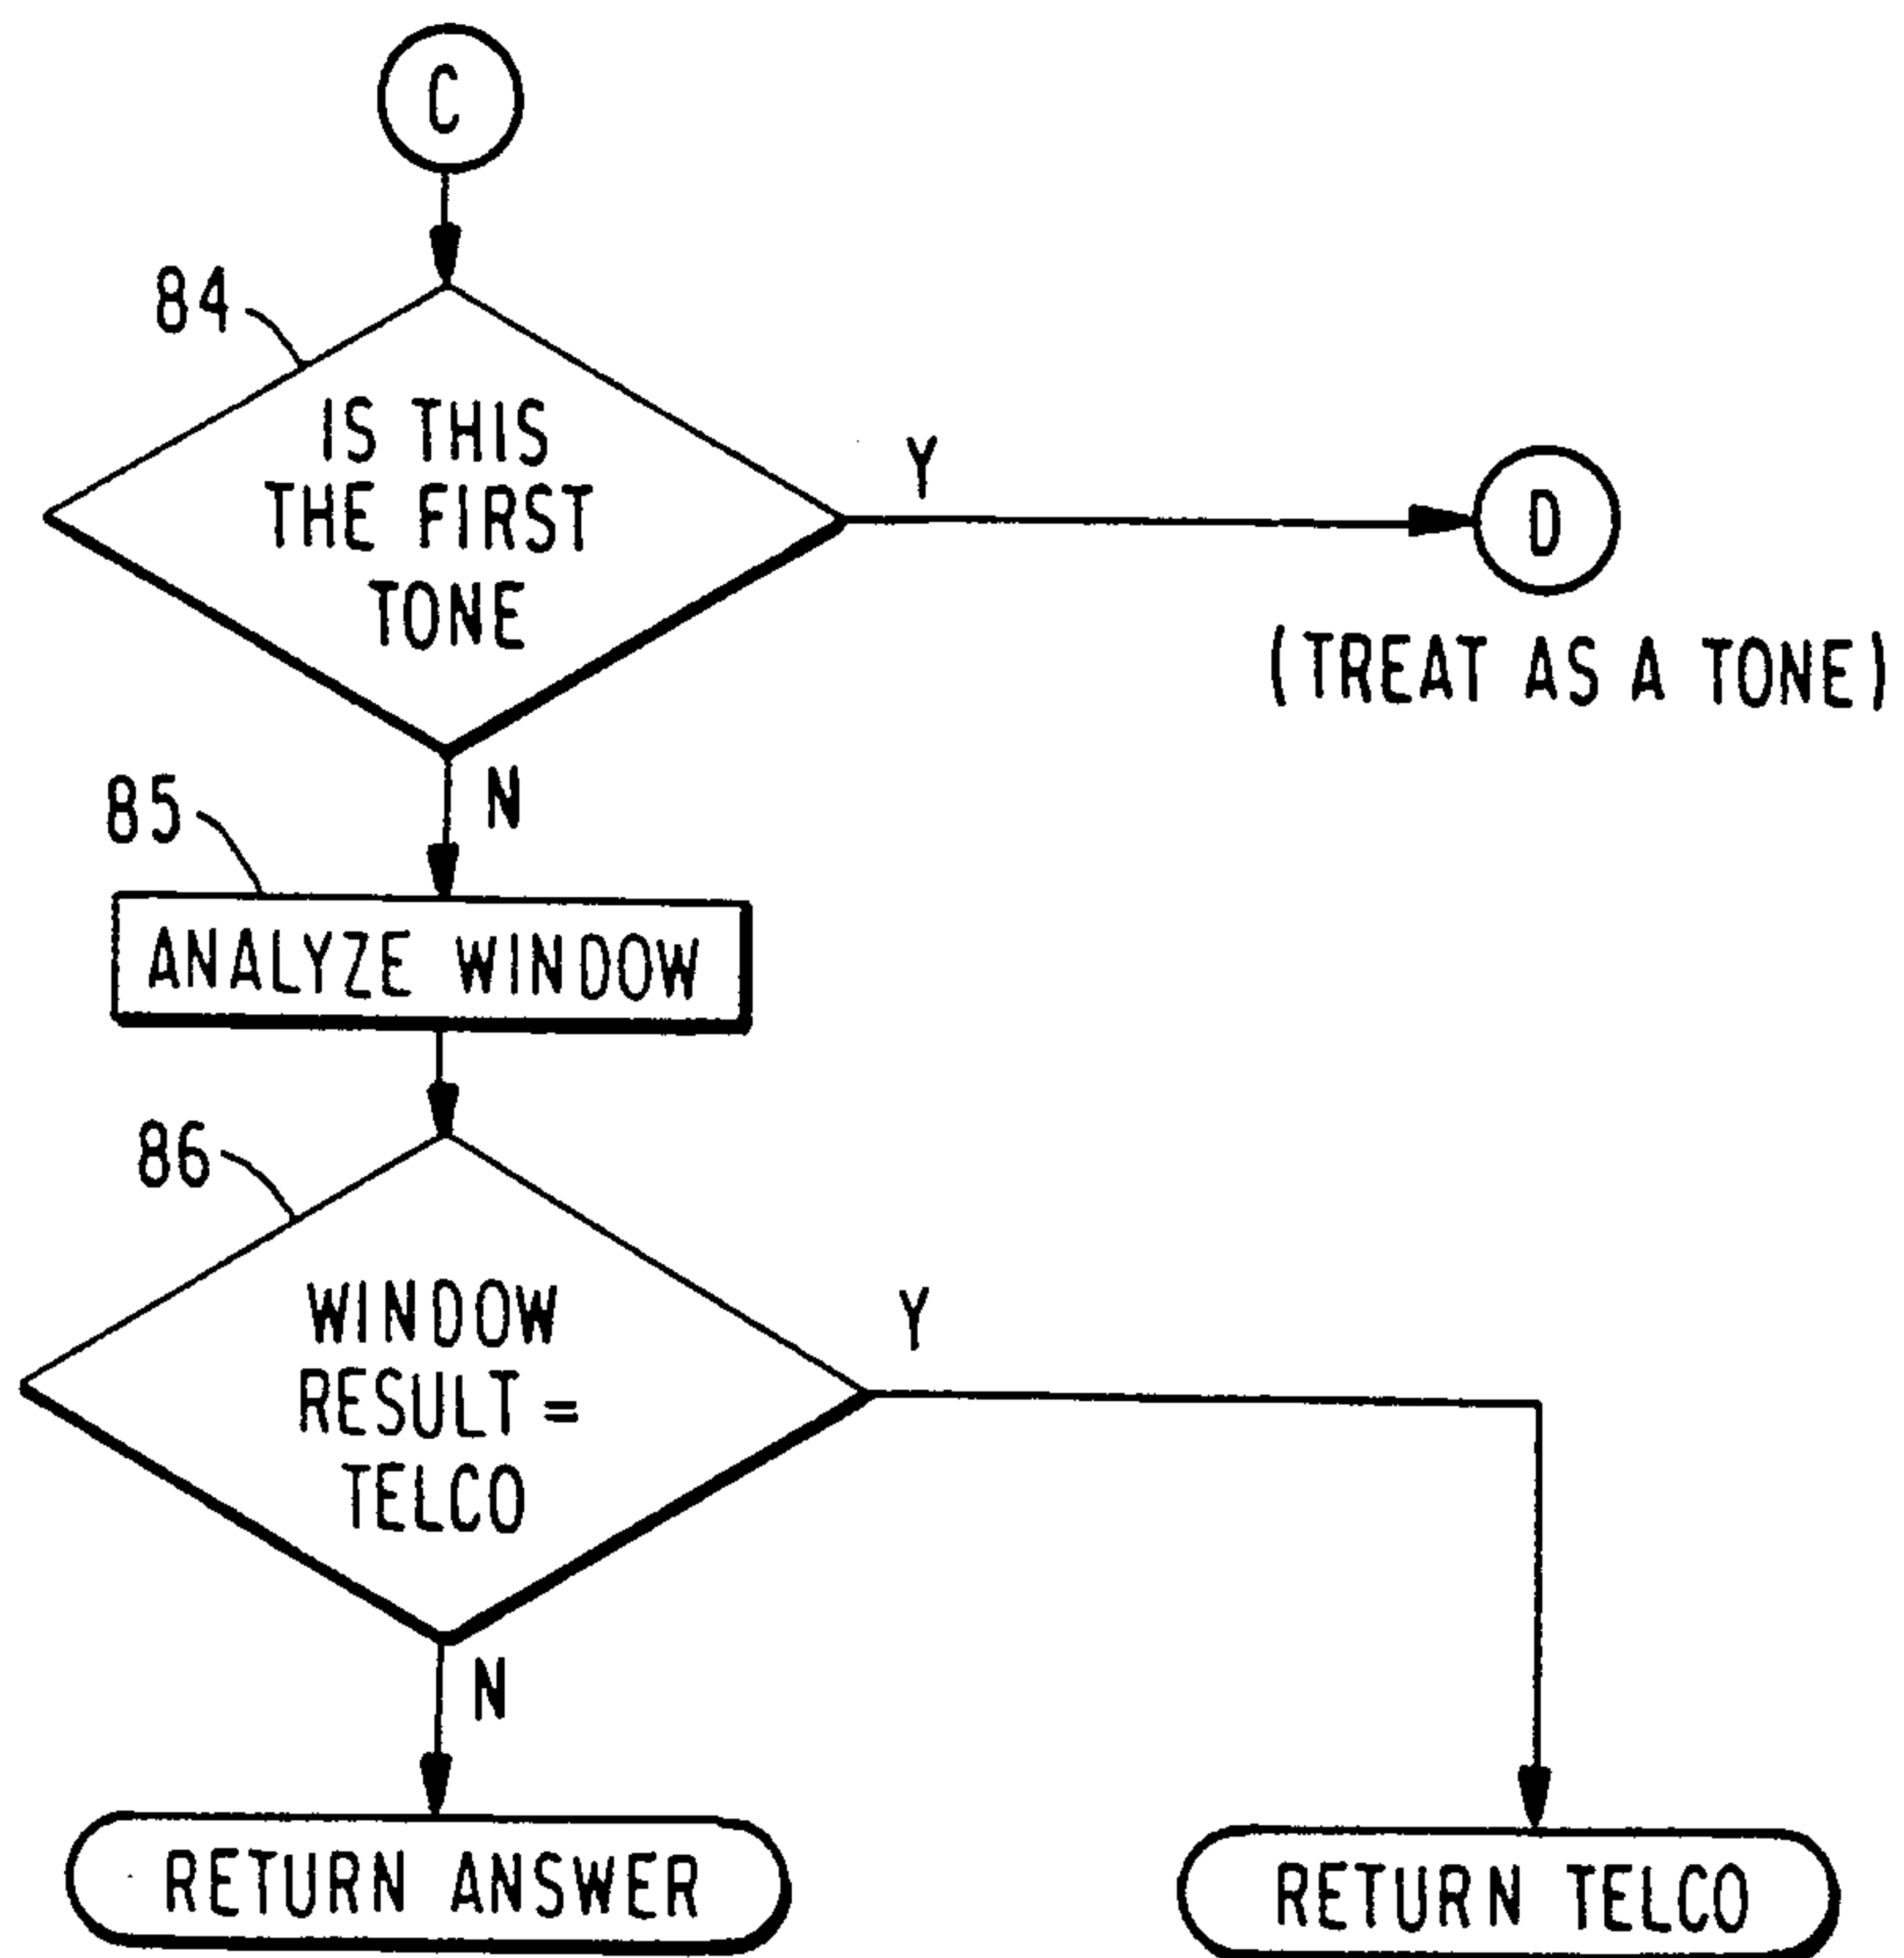 C
84
IS THIS
THE FIRST
TONE
Y
D
(TREAT AS A TONE)
N
85
ANALYZE WINDOW
86
WINDOW
RESULT =
TELCO
Y
N
RETURN ANSWER
RETURN TELCO